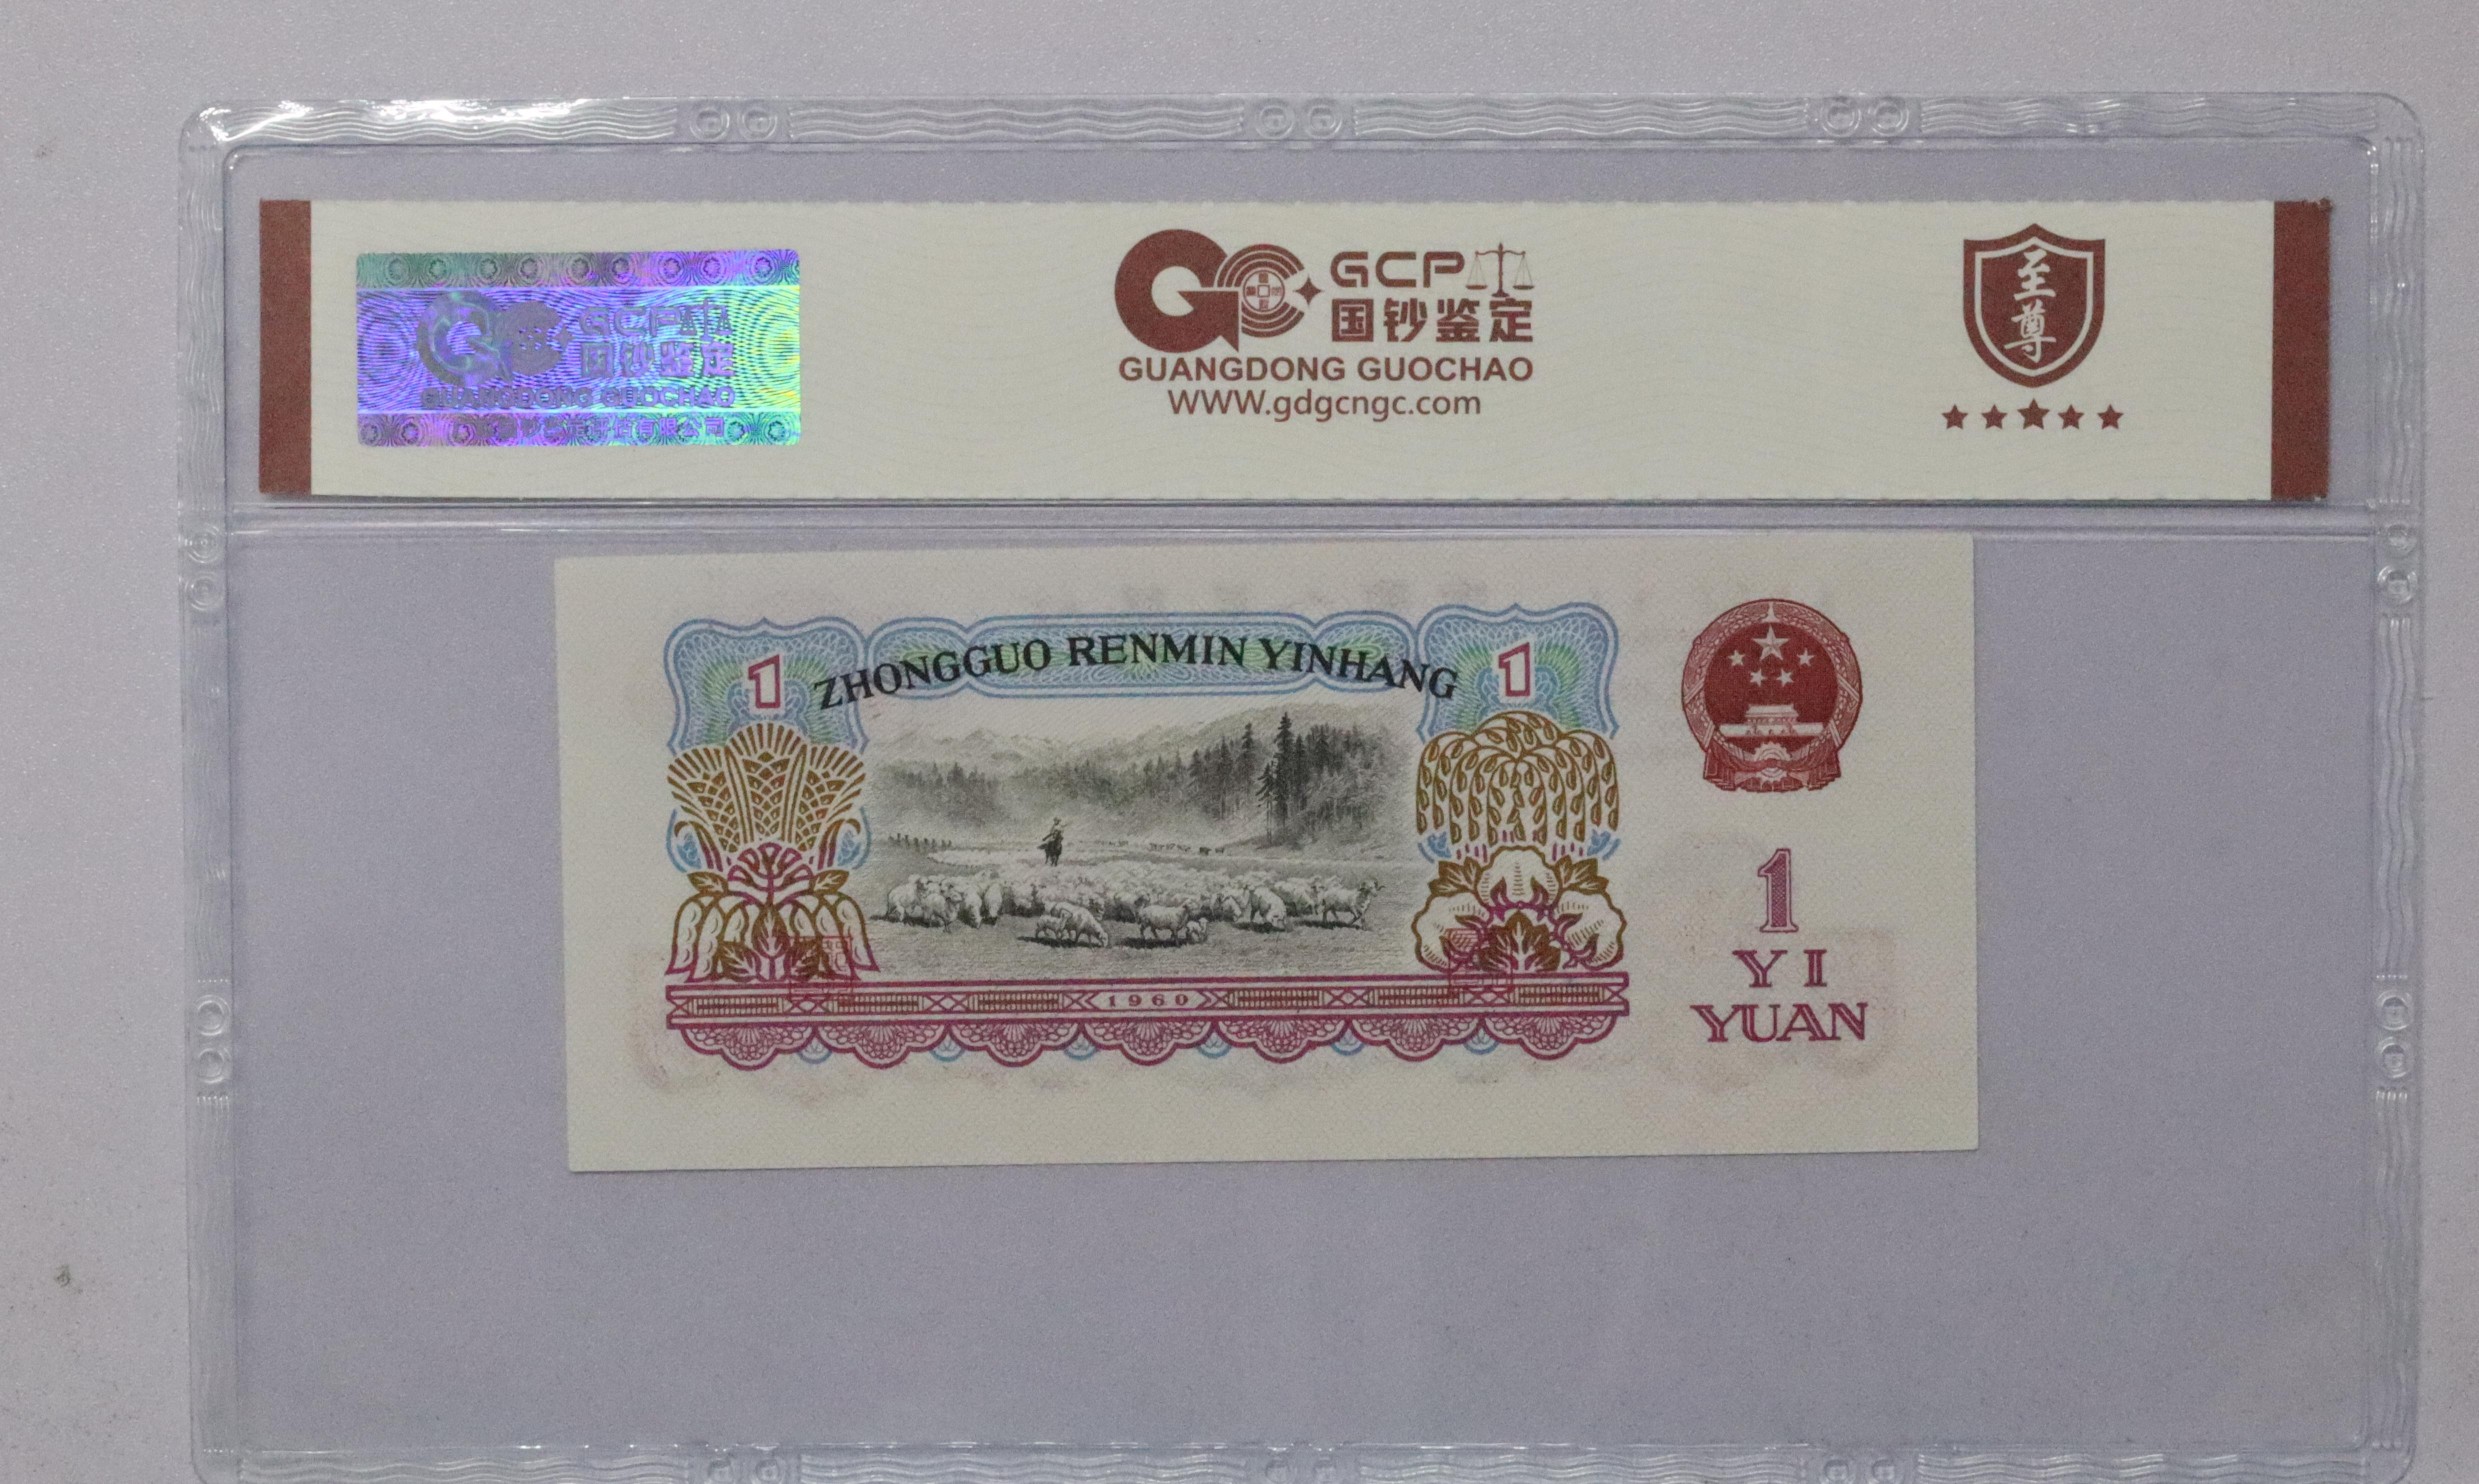 GCP
国钞鉴定
GUANGDONG GUOCHAO
GCP
国钞鉴定
GUANGDONG GUOCHAO
www.gdgcngc.com
至尊
1
ZHONGGUO RENMIN YINHANG
1
1960
1
YI
YUAN